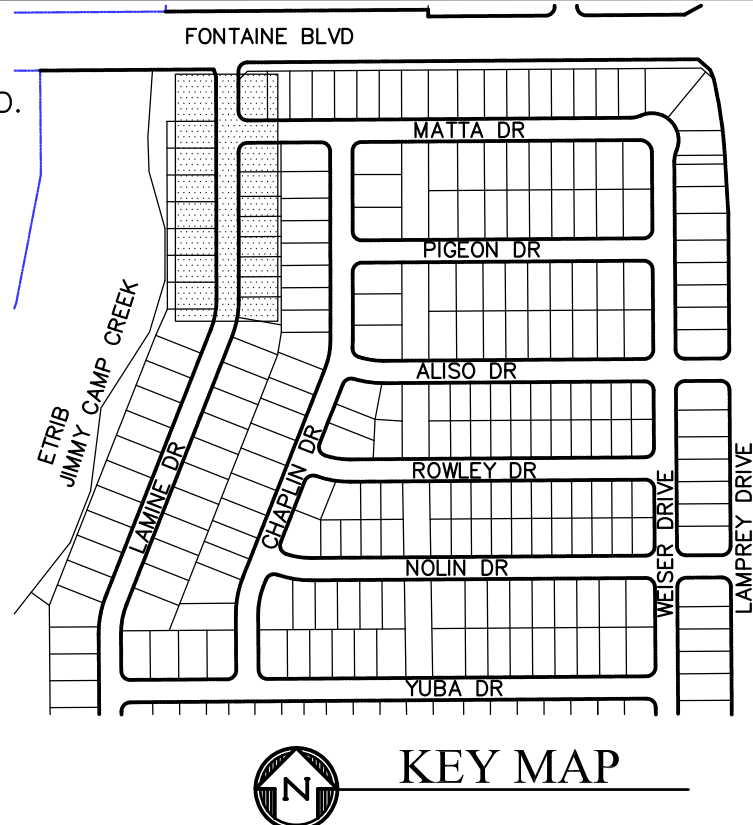 FONTAINE BLVD
D.
MATTA DR
PIGEON DR
ETRIB
JIMMY CAMP CREEK
ALISO DR
LAMINE DR
CHAPLIN DR
ROWLEY DR
WEISER DRIVE
LAMPREY DRIVE
NOLIN DR
YUBA DR
N
KEY MAP